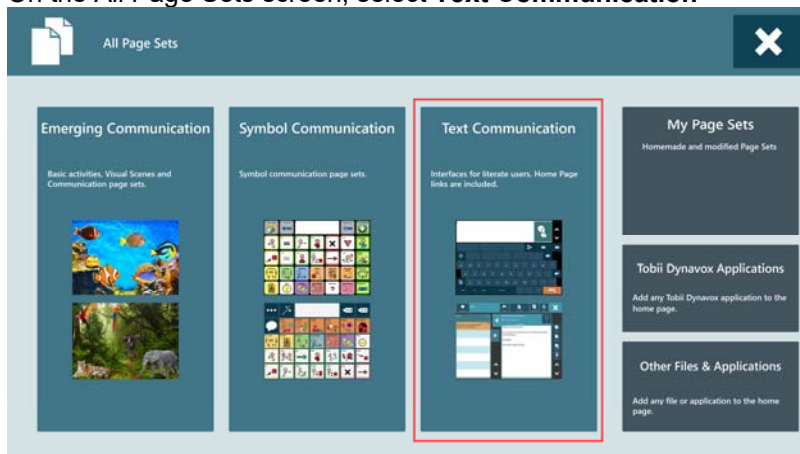 On the All Page Sets screen, select Text Communication
All Page Sets
Emerging Communication
Basic activities, Visual Scenes and
Communication page sets.
Symbol Communication
Symbol communication page sets.
Text Communication
Interfaces for literate users. Home Page
links are included.
My Page Sets
Homemade and modified Page Sets
Tobii Dynavox Applications
Add any Tobii Dynavox application to the
home page.
Other Files & Applications
Add any file or application to the home
page.